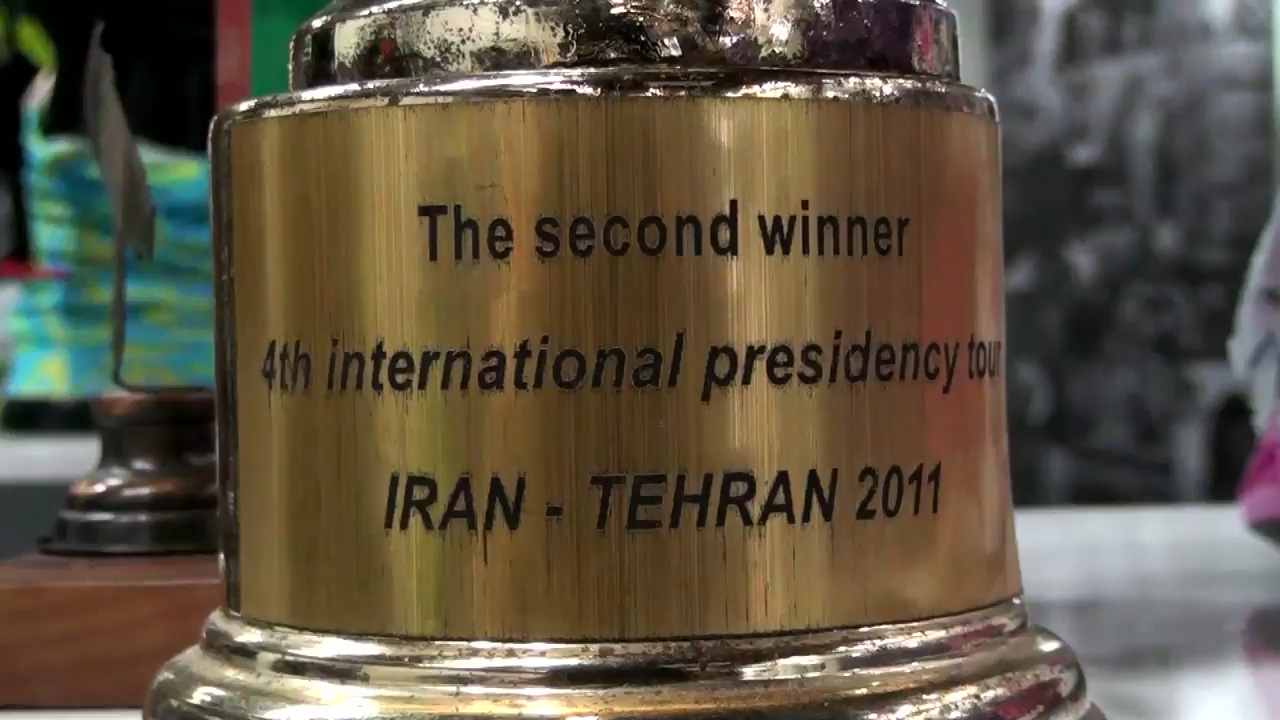 The second winner
4th international presidency tour
IRAN - TEHRAN 2011